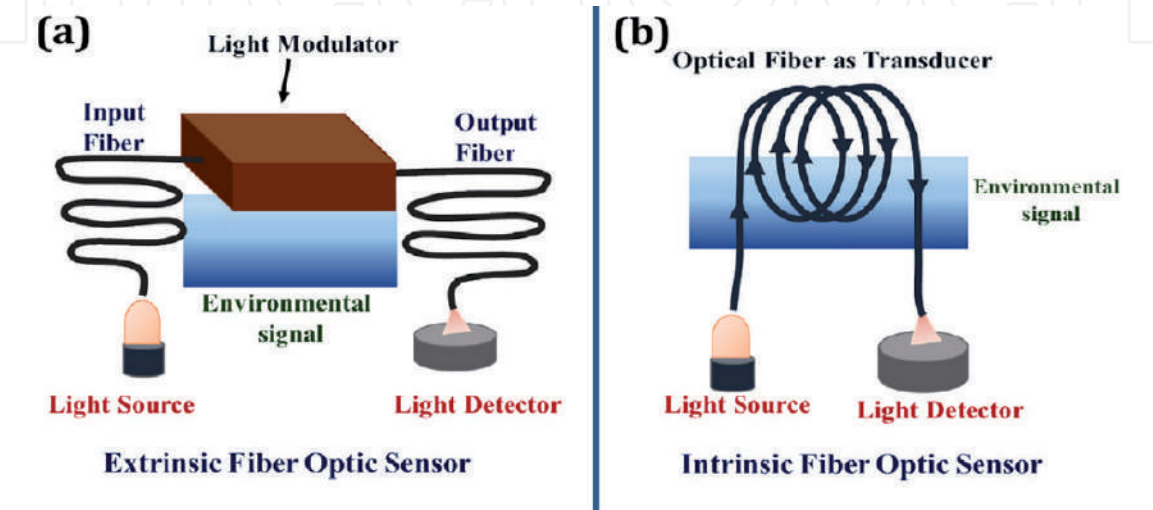 (a)
Light Modulator
Input
Fiber
Output
Fiber
Environmental
signal
Light Source
Light Detector
Extrinsic Fiber Optic Sensor
(b)
Optical Fiber as Transducer
Environmental
signal
Light Source
Light Detector
Intrinsic Fiber Optic Sensor